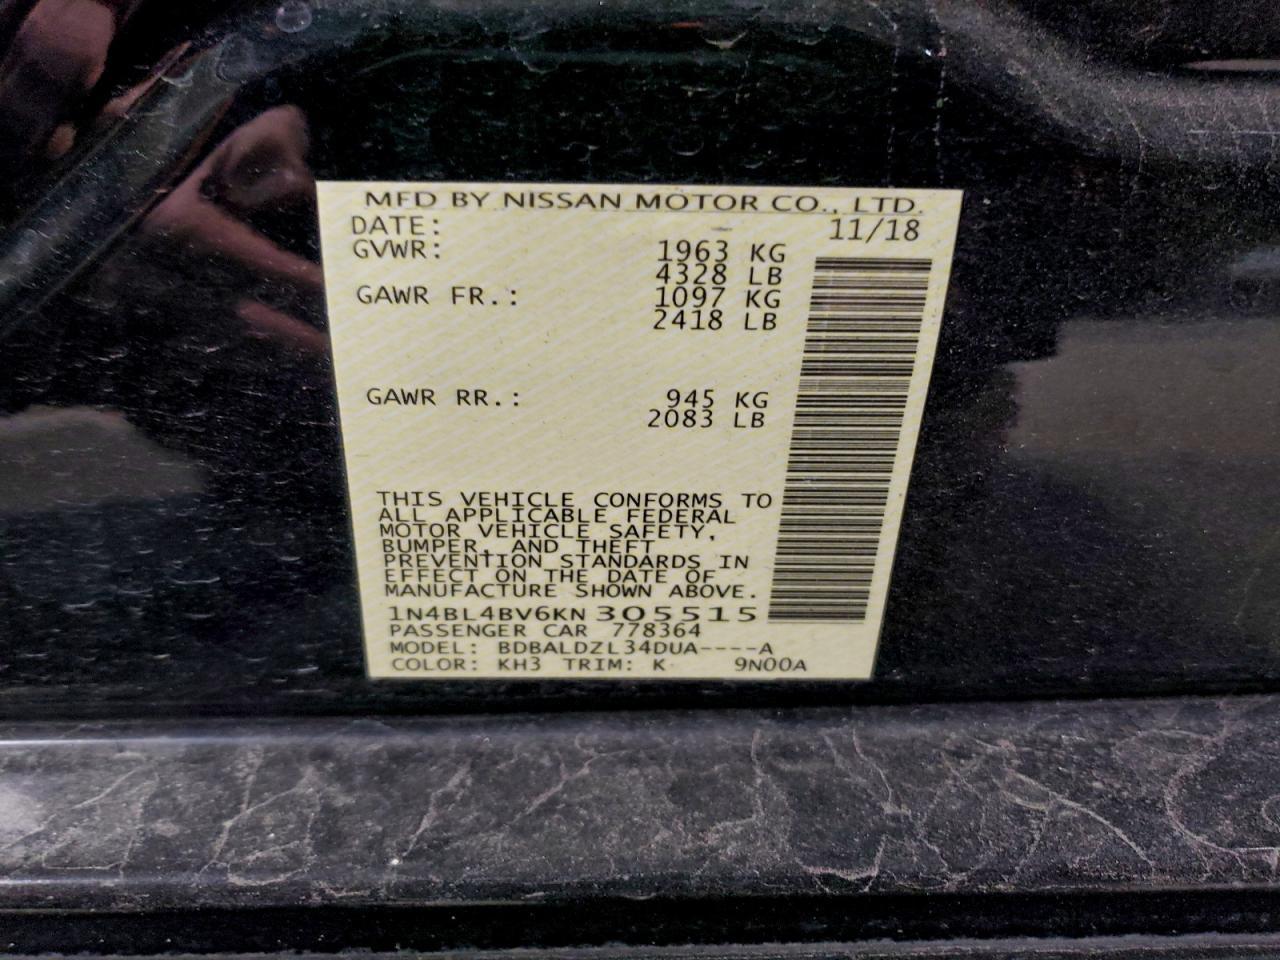 MFD BY NISSAN MOTOR CO., LTD.
DATE: 11/18
GVWR: 1963 KG
4328 LB
GAWR FR.: 1097 KG
2418 LB
GAWR RR.: 945 KG
2083 LB
THIS VEHICLE CONFORMS TO
ALL APPLICABLE FEDERAL
MOTOR VEHICLE SAFETY,
BUMPER, AND THEFT
PREVENTION STANDARDS IN
EFFECT ON THE DATE OF
MANUFACTURE SHOWN ABOVE.
1N4BL4BV6KN305515
PASSENGER CAR 778364
MODEL: BDBALDZL34DUA----A
COLOR: KH3 TRIM: K 9N00A